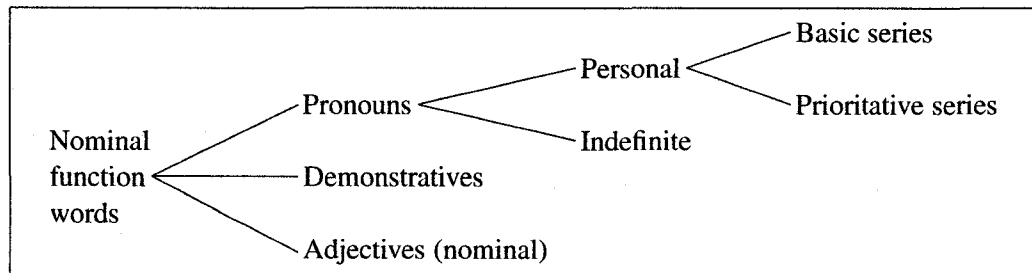 Basic series
Personal
Pronouns
Prioritative series
Nominal
function
words
Indefinite
Demonstratives
Adjectives (nominal)